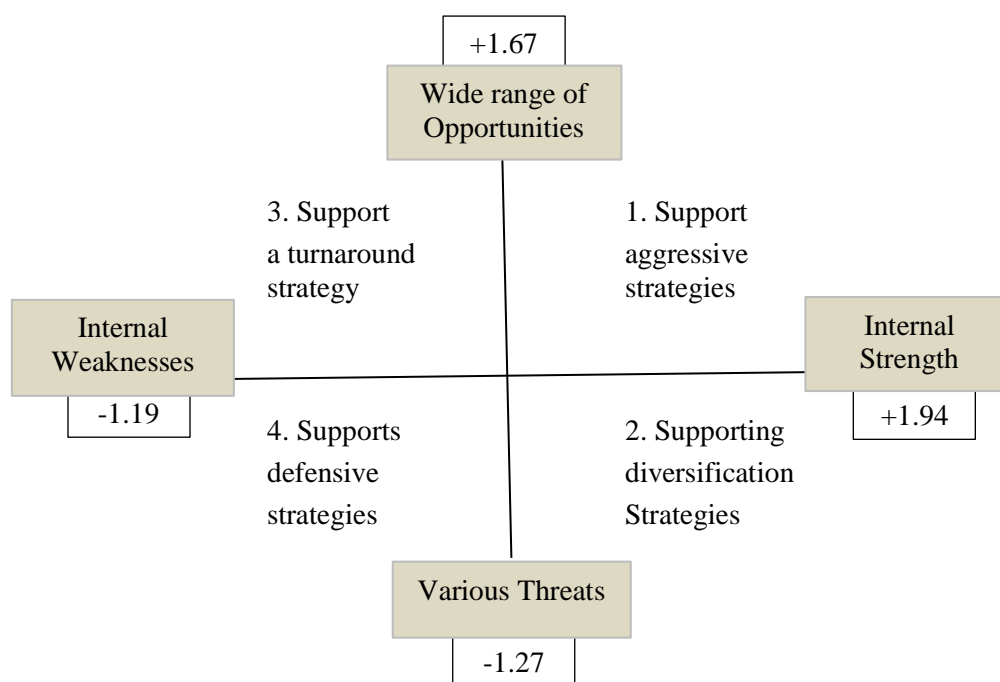 +1.67
Wide range of
Opportunities
3. Support
a turnaround
strategy
1. Support
aggressive
strategies
Internal
Weaknesses
-1.19
Internal
Strength
+1.94
4. Supports
defensive
strategies
2. Supporting
diversification
Strategies
Various Threats
-1.27